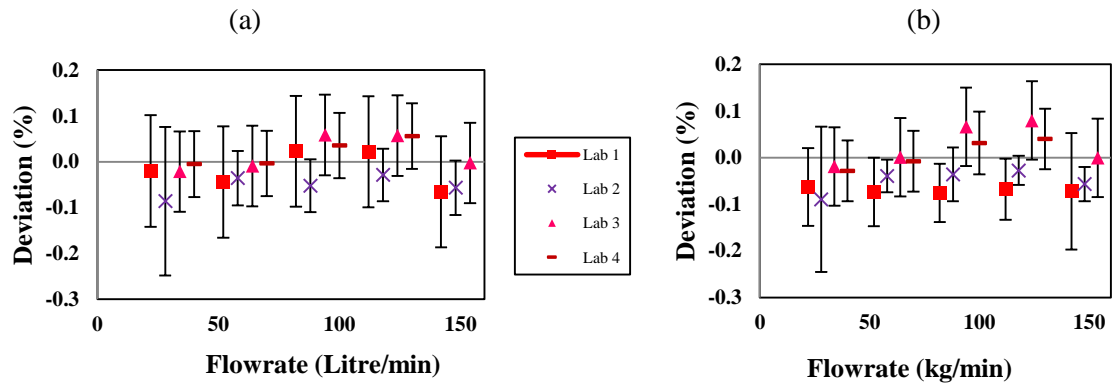 (a)
0.2
0.1
0.0
-0.1
-0.2
-0.3
Deviation (%)
0
50
100
150
Flowrate (Litre/min)
Lab 1
Lab 2
Lab 3
Lab 4
(b)
0.2
0.1
0.0
-0.1
-0.2
-0.3
Deviation (%)
0
50
100
150
Flowrate (kg/min)